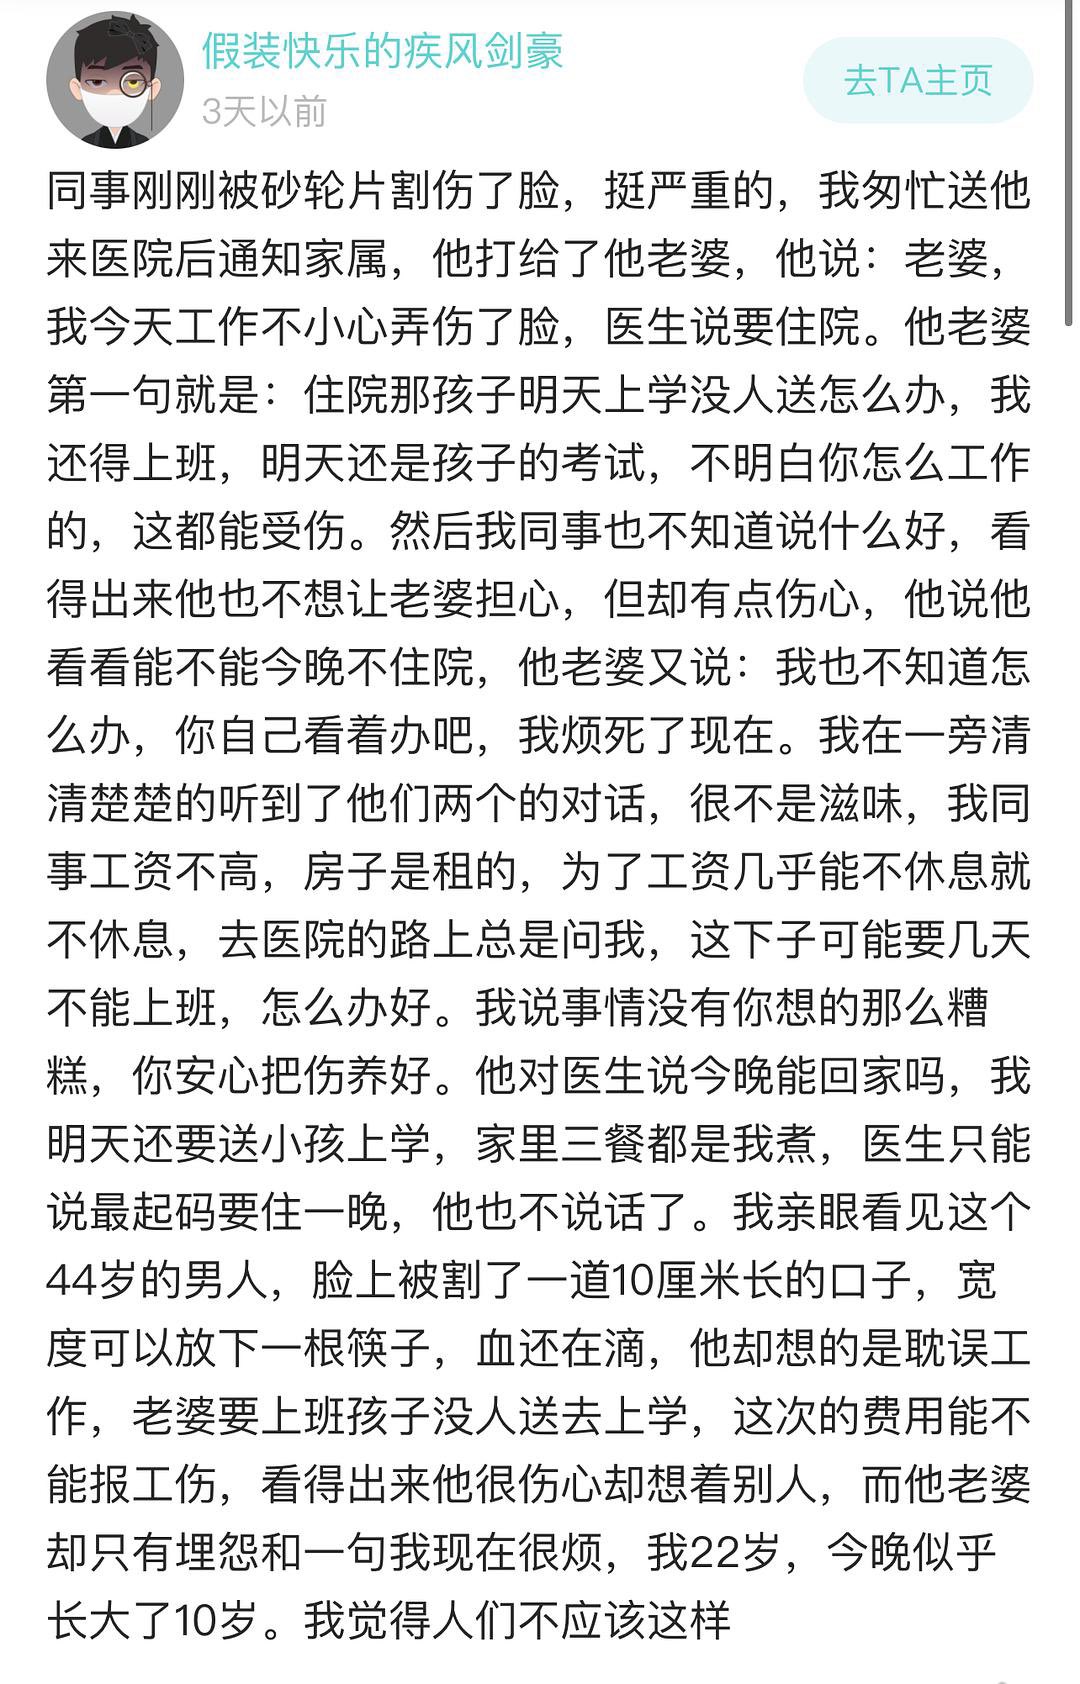 假装快乐的疾风剑豪
去TA主页
3天以前
同事刚刚被砂轮片割伤了脸，挺严重的，我匆忙送他
来医院后通知家属，他打给了他老婆，他说：老婆，
我今天工作不小心弄伤了脸，医生说要住院。他老婆
第一句就是：住院那孩子明天上学没人送怎么办，我
还得上班，明天还是孩子的考试，不明白你怎么工作
的，这都能受伤。然后我同事也不知道说什么好，看
得出来他也不想让老婆担心，但却有点伤心，他说他
看看能不能今晚不住院，他老婆又说：我也不知道怎
么办，你自己看着办吧，我烦死了现在。我在一旁清
清楚楚的听到了他们两个的对话，很不是滋味，我同
事工资不高，房子是租的，为了工资几乎能不休息就
不休息，去医院的路上总是问我，这下子可能要几天
不能上班，怎么办好。我说事情没有你想的那么糟
糕，你安心把伤养好。他对医生说今晚能回家吗，我
明天还要送小孩上学，家里三餐都是我煮，医生只能
说最起码要住一晚，他也不说话了。我亲眼看见这个
44岁的男人，脸上被割了一道10厘米长的口子，宽
度可以放下一根筷子，血还在滴，他却想的是耽误工
作，老婆要上班孩子没人送去上学，这次的费用能不
能报工伤，看得出来他很伤心却想着别人，而他老婆
却只有埋怨和一句我现在很烦，我22岁，今晚似乎
长大了10岁。我觉得人们不应该这样